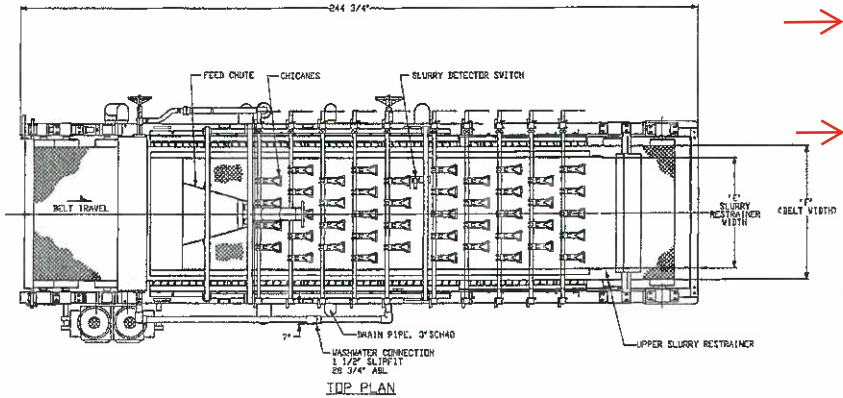 244 3/4"
FEED CHUTE
CHICANES
SLURRY DETECTOR SWITCH
BELT TRAVEL
"E"
SLURRY
RESTRAINER
WIDTH
"F"
(BELT WIDTH)
7"
DRAIN PIPE, 3" SCH40
WASHWATER CONNECTION
1 1/2" SLIPFIT
28 3/4" ABL
UPPER SLURRY RESTRAINER
TOP PLAN